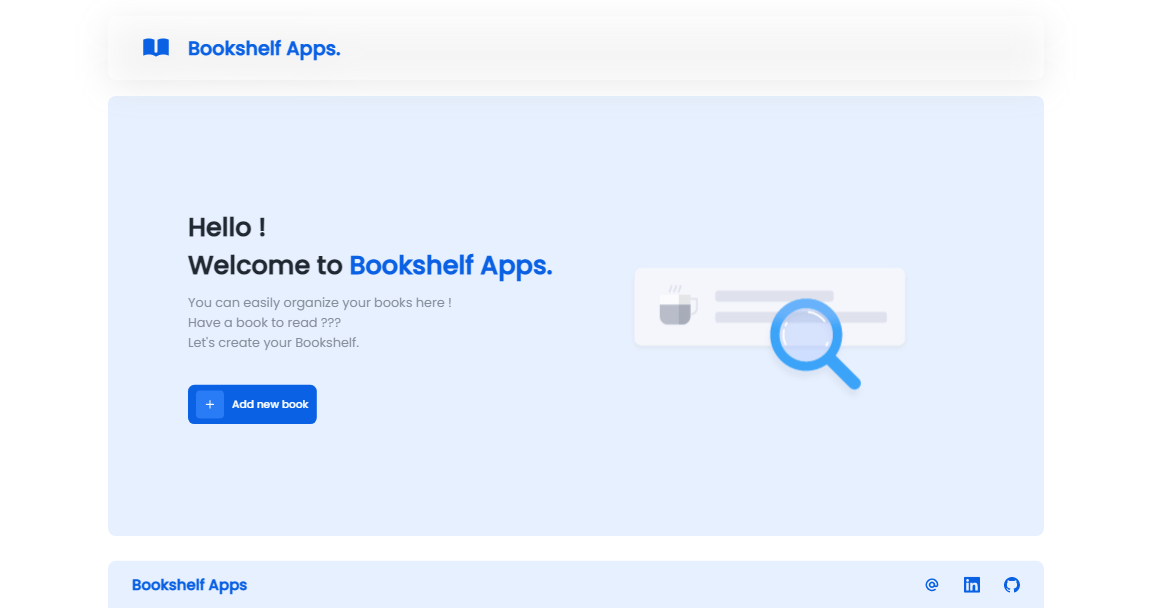 Bookshelf Apps.
Hello !
Welcome to Bookshelf Apps.
You can easily organize your books here !
Have a book to read ???
Let's create your Bookshelf.
+ Add new book
Bookshelf Apps